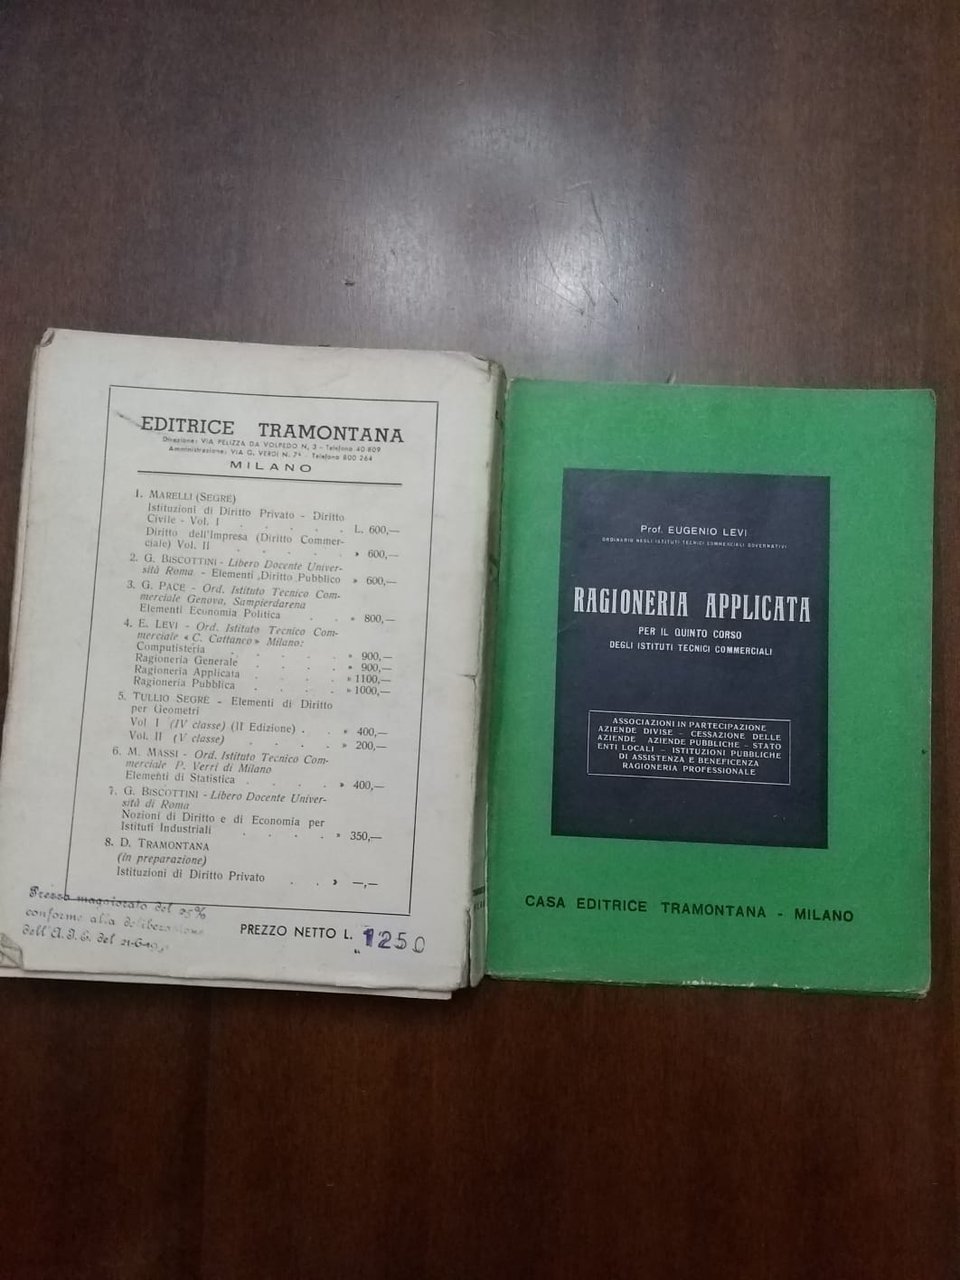 EDITRICE TRAMONTANA
Direzione: VIA PELIZZA DA VOLPEDO N. 3 - Telefono 40 809
Amministrazione: VIA G. VERDI N. 7ª - Telefono 800 264
MILANO
1. MARELLI (SEGRÈ)
Istituzioni di Diritto Privato - Diritto
Civile - Vol. I . . . . . L. 600,—
Diritto dell'Impresa (Diritto Commer-
ciale) Vol. II . . . . . » 600,—
2. G. BISCOTTINI - Libero Docente Univer-
sità Roma - Elementi Diritto Pubblico » 600,—
3. G. PACE - Ord. Istituto Tecnico Com-
merciale Genova, Sampierdarena
Elementi Economia Politica . . » 800,—
4. E. LEVI - Ord. Istituto Tecnico Com-
merciale « C. Cattaneo » Milano:
Computisteria . . . . . » 900,—
Ragioneria Generale . . . . » 900,—
Ragioneria Applicata . . . . » 1100,—
Ragioneria Pubblica . . . . » 1000,—
5. TULLIO SEGRÈ - Elementi di Diritto
per Geometri
Vol. I (IV classe) (II Edizione) . . » 400,—
Vol. II (V classe) . . . . » 200,—
6. M. MASSI - Ord. Istituto Tecnico Com-
merciale P. Verri di Milano
Elementi di Statistica . . . . » 400,—
7. G. BISCOTTINI - Libero Docente Univer-
sità di Roma
Nozioni di Diritto e di Economia per
Istituti Industriali . . . . » 350,—
8. D. TRAMONTANA
(in preparazione)
Istituzioni di Diritto Privato . . » —,—
Prezzo maggiorato del 25%
conforme alla deliberazione
dell'A.I.E. del
PREZZO NETTO L. 1250
Prof. EUGENIO LEVI
ORDINARIO NEGLI ISTITUTI TECNICI COMMERCIALI GOVERNATIVI
RAGIONERIA APPLICATA
PER IL QUINTO CORSO
DEGLI ISTITUTI TECNICI COMMERCIALI
ASSOCIAZIONI IN PARTECIPAZIONE
AZIENDE DIVISE - CESSAZIONE DELLE
AZIENDE AZIENDE PUBBLICHE - STATO
ENTI LOCALI - ISTITUZIONI PUBBLICHE
DI ASSISTENZA E BENEFICENZA
RAGIONERIA PROFESSIONALE
CASA EDITRICE TRAMONTANA - MILANO